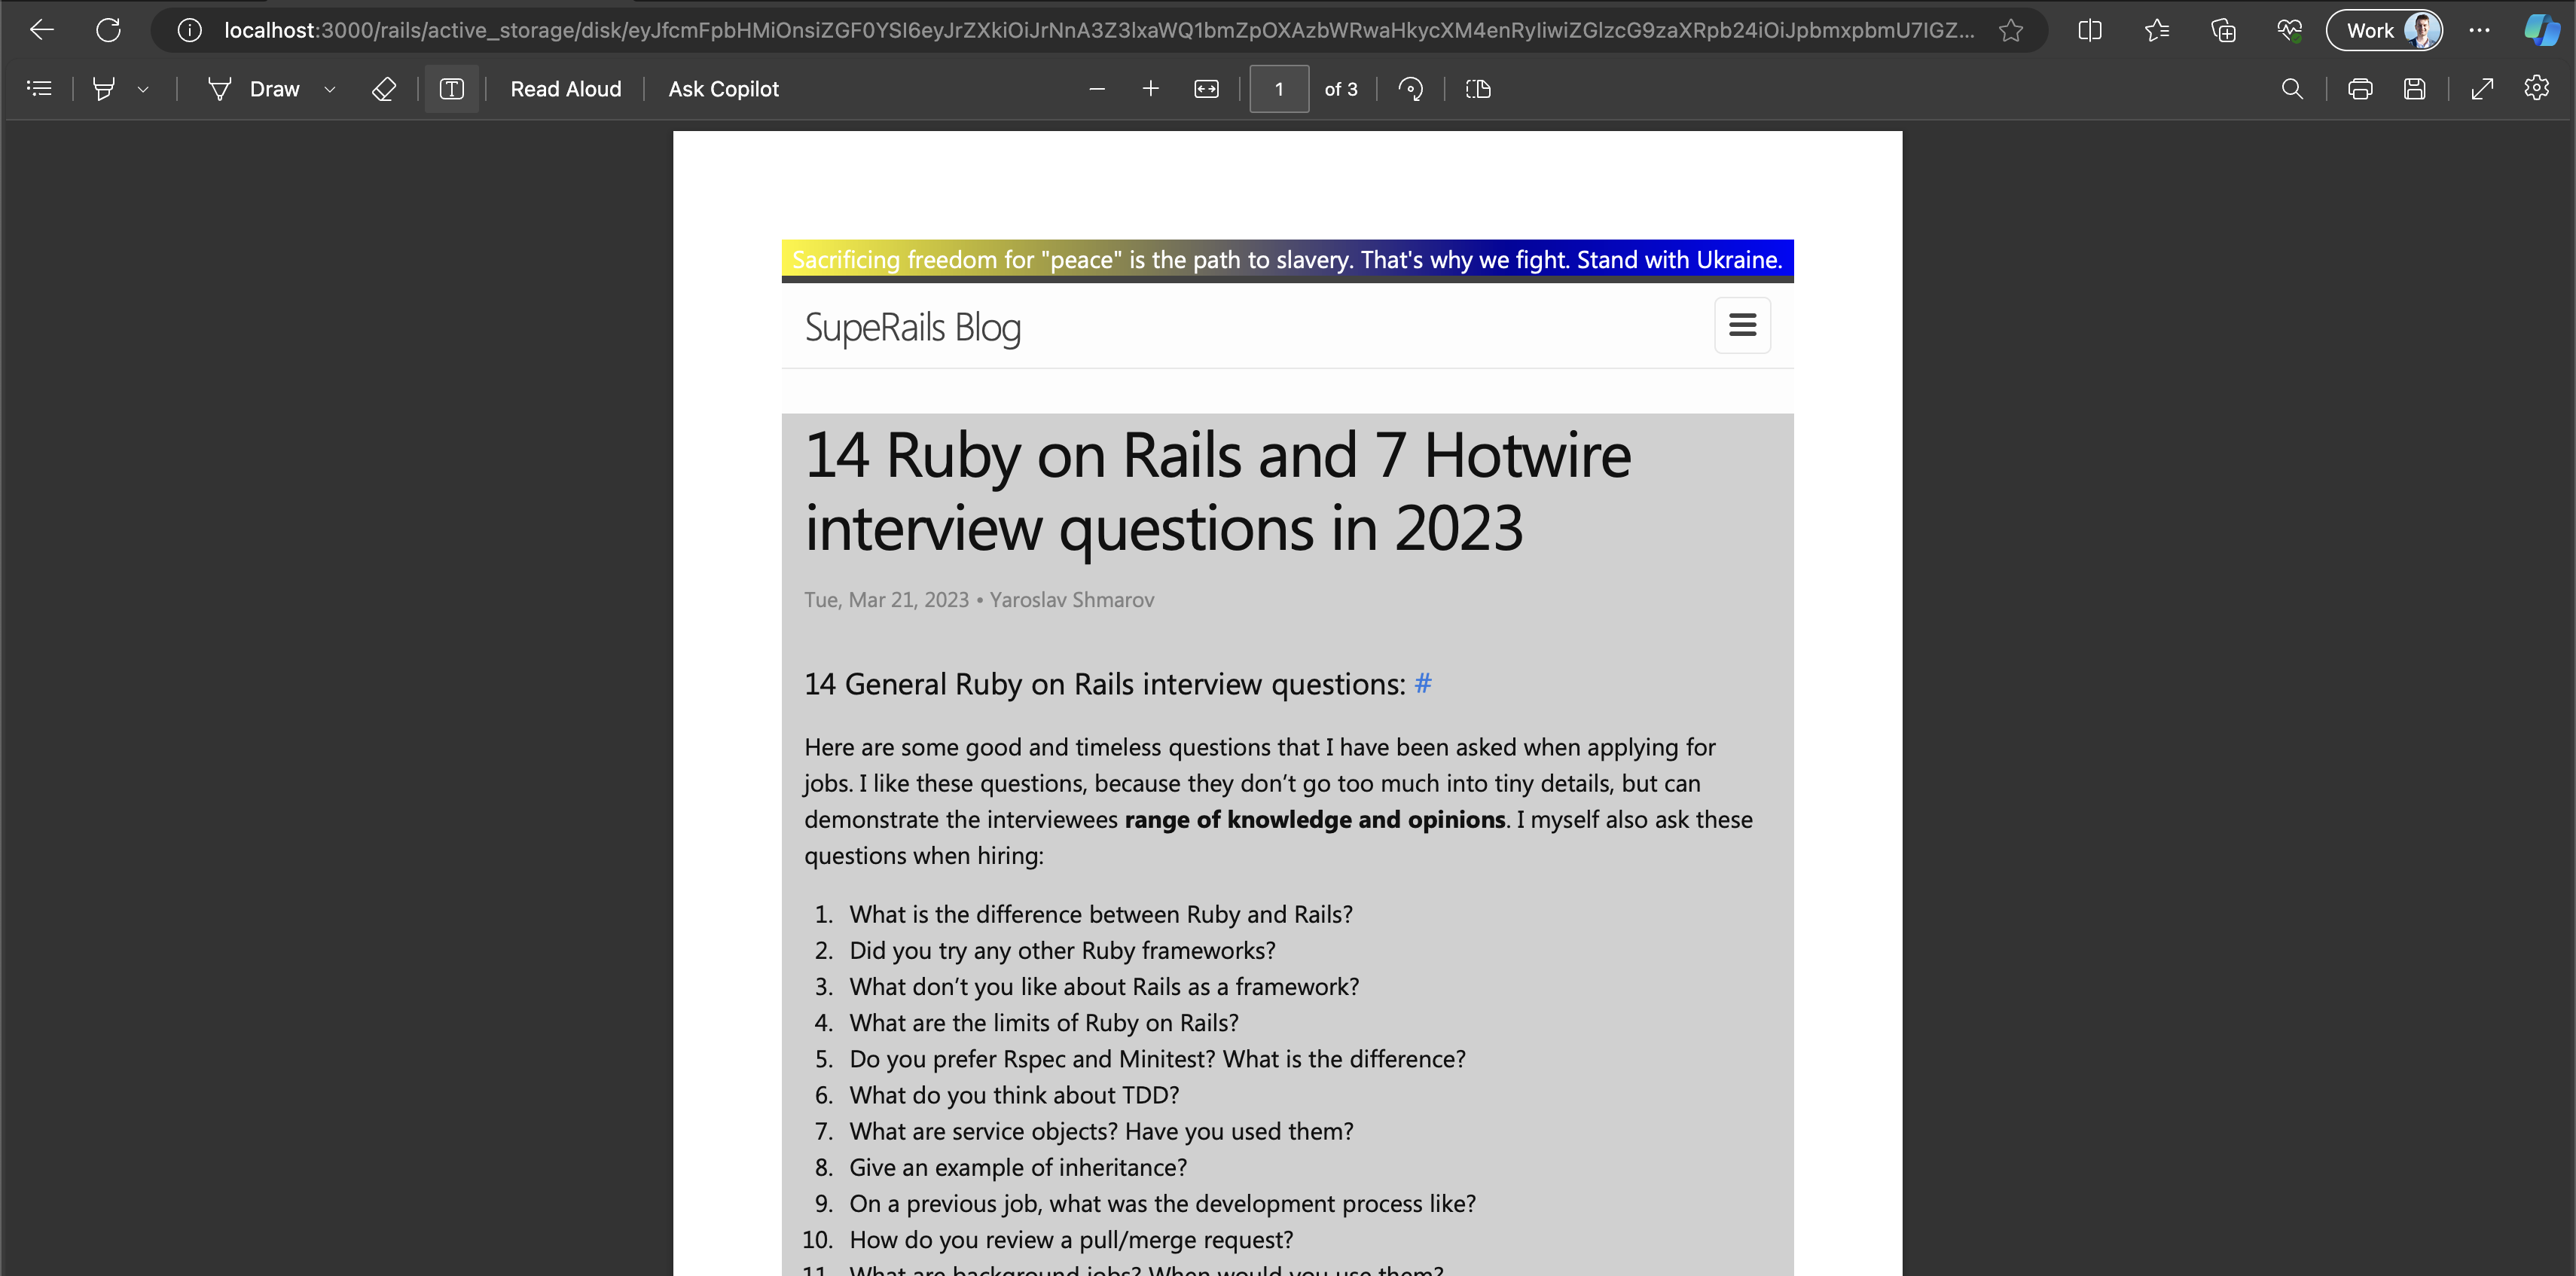 localhost:3000/rails/active_storage/disk/eyJfcmFpbHMiOnsiZGF0YSI6eyJrZXkiOiJrNnA3Z3lxaWQ1bmZpOXAzbWRwaHkycXM4enRyIiwiZGlzcG9zaXRpb24iOiJpbmxpbmU7IGZ...
Work
Draw
Read Aloud
Ask Copilot
1 of 3
Sacrificing freedom for "peace" is the path to slavery. That's why we fight. Stand with Ukraine.
SupeRails Blog
14 Ruby on Rails and 7 Hotwire
interview questions in 2023
Tue, Mar 21, 2023 • Yaroslav Shmarov
14 General Ruby on Rails interview questions: #
Here are some good and timeless questions that I have been asked when applying for
jobs. I like these questions, because they don’t go too much into tiny details, but can
demonstrate the interviewees range of knowledge and opinions. I myself also ask these
questions when hiring:
1. What is the difference between Ruby and Rails?
2. Did you try any other Ruby frameworks?
3. What don’t you like about Rails as a framework?
4. What are the limits of Ruby on Rails?
5. Do you prefer Rspec and Minitest? What is the difference?
6. What do you think about TDD?
7. What are service objects? Have you used them?
8. Give an example of inheritance?
9. On a previous job, what was the development process like?
10. How do you review a pull/merge request?
11. What are background jobs? When would you use them?